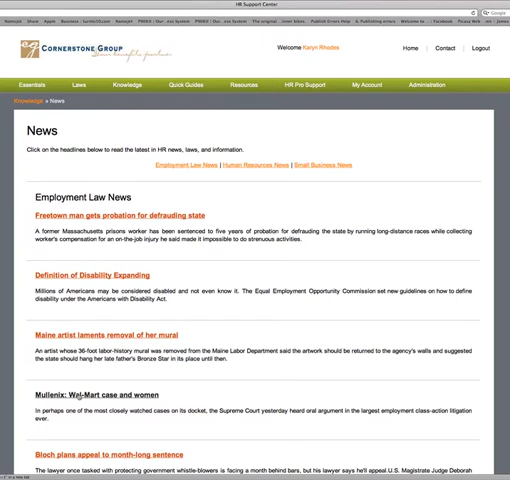 HR Support Center
Google
eg CORNERSTONE GROUP
Your benefits partner
Welcome Karyn Rhodes
Home | Contact | Logout
Essentials Laws Knowledge Quick Guides Resources HR Pro Support My Account Administration
Knowledge » News
News
Click on the headlines below to read the latest in HR news, laws, and information.
Employment Law News | Human Resources News | Small Business News
Employment Law News
Freetown man gets probation for defrauding state
A former Massachusetts prisons worker has been sentenced to five years of probation for defrauding the state by running long-distance races while collecting
worker's compensation for an on-the-job injury he said made it impossible to do strenuous activities.
Definition of Disability Expanding
Millions of Americans may be considered disabled and not even know it. The Equal Employment Opportunity Commission set new guidelines on how to define
disability under the Americans with Disability Act.
Maine artist laments removal of her mural
An artist whose 36-foot labor-history mural was removed from the Maine Labor Department said the artwork should be returned to the agency's walls and suggested
the state should hang her late father's Bronze Star in its place until then.
Mullenix: Wal-Mart case and women
In perhaps one of the most closely watched cases on its docket, the Supreme Court yesterday heard oral argument in the largest employment class-action litigation
ever.
Bloch plans appeal to month-long sentence
The lawyer once tasked with protecting government whistle-blowers is facing a month behind bars, but his lawyer says he'll appeal.U.S. Magistrate Judge Deborah